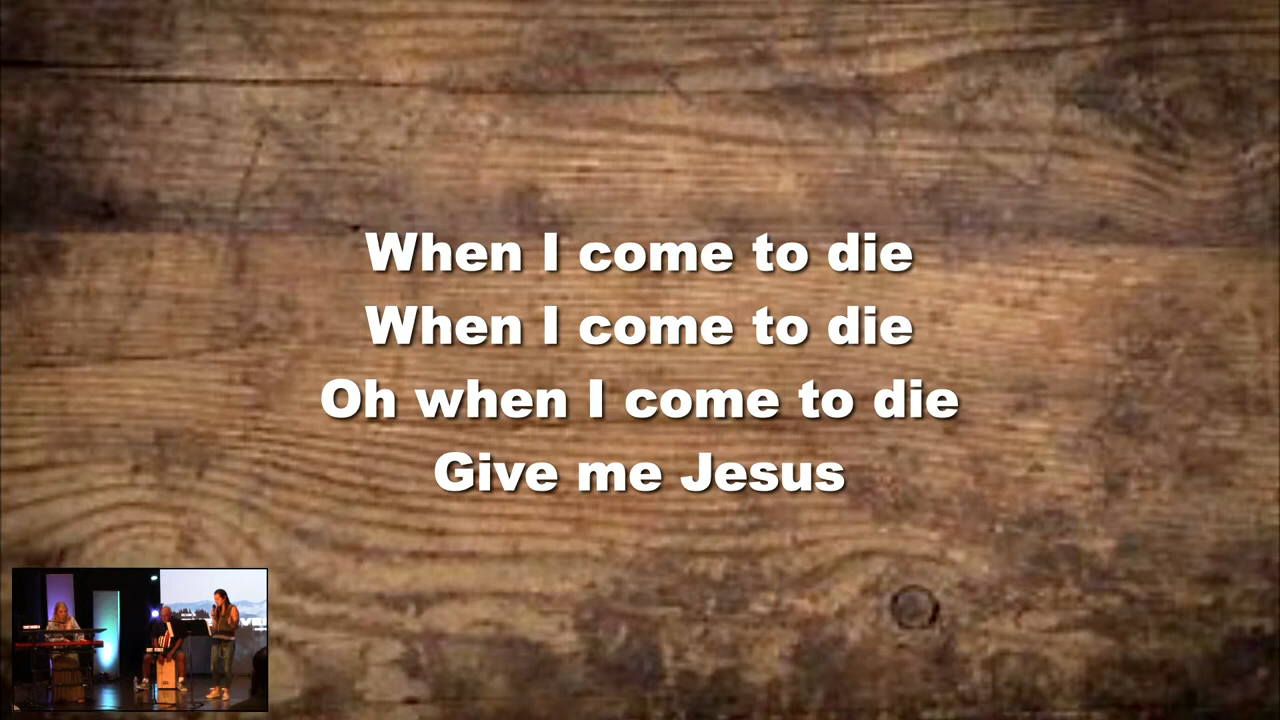 When I come to die
When I come to die
Oh when I come to die
Give me Jesus